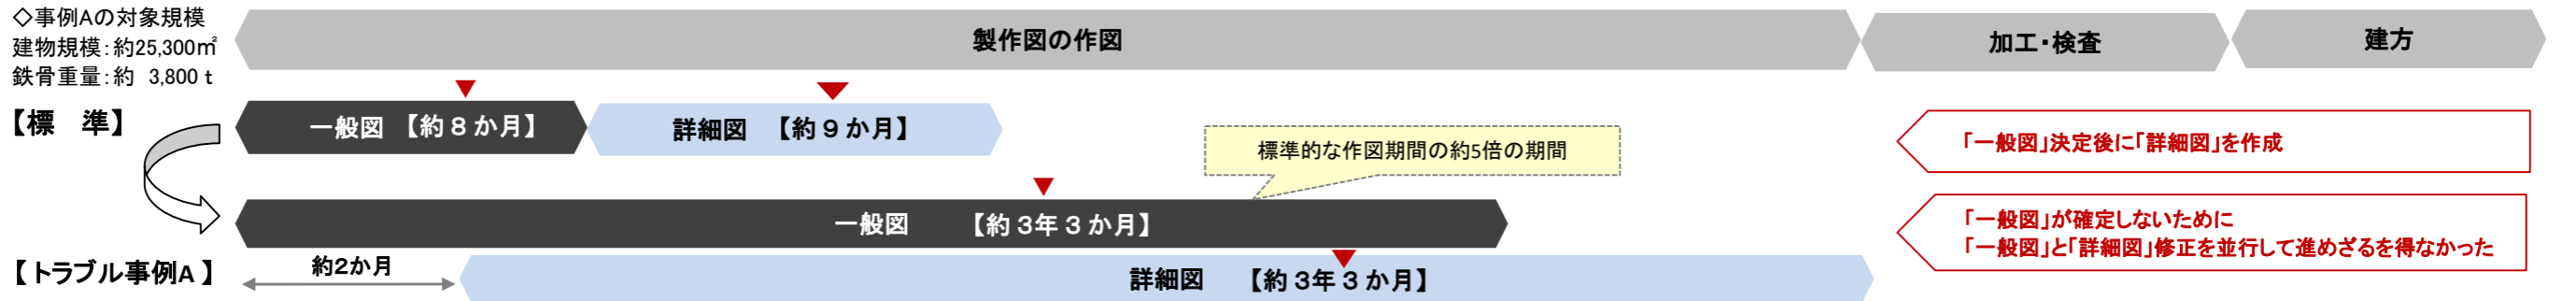 ◇事例Aの対象規模
建物規模：約25,300㎡
鉄骨重量：約 3,800 t
製作図の作図
加工・検査
建方
【標 準】
一般図 【約８か月】
詳細図 【約９か月】
「一般図」決定後に「詳細図」を作成
標準的な作図期間の約5倍の期間
一般図 【約３年３か月】
「一般図」が確定しないために
「一般図」と「詳細図」修正を並行して進めざるを得なかった
【トラブル事例A】
約2か月
詳細図 【約３年３か月】